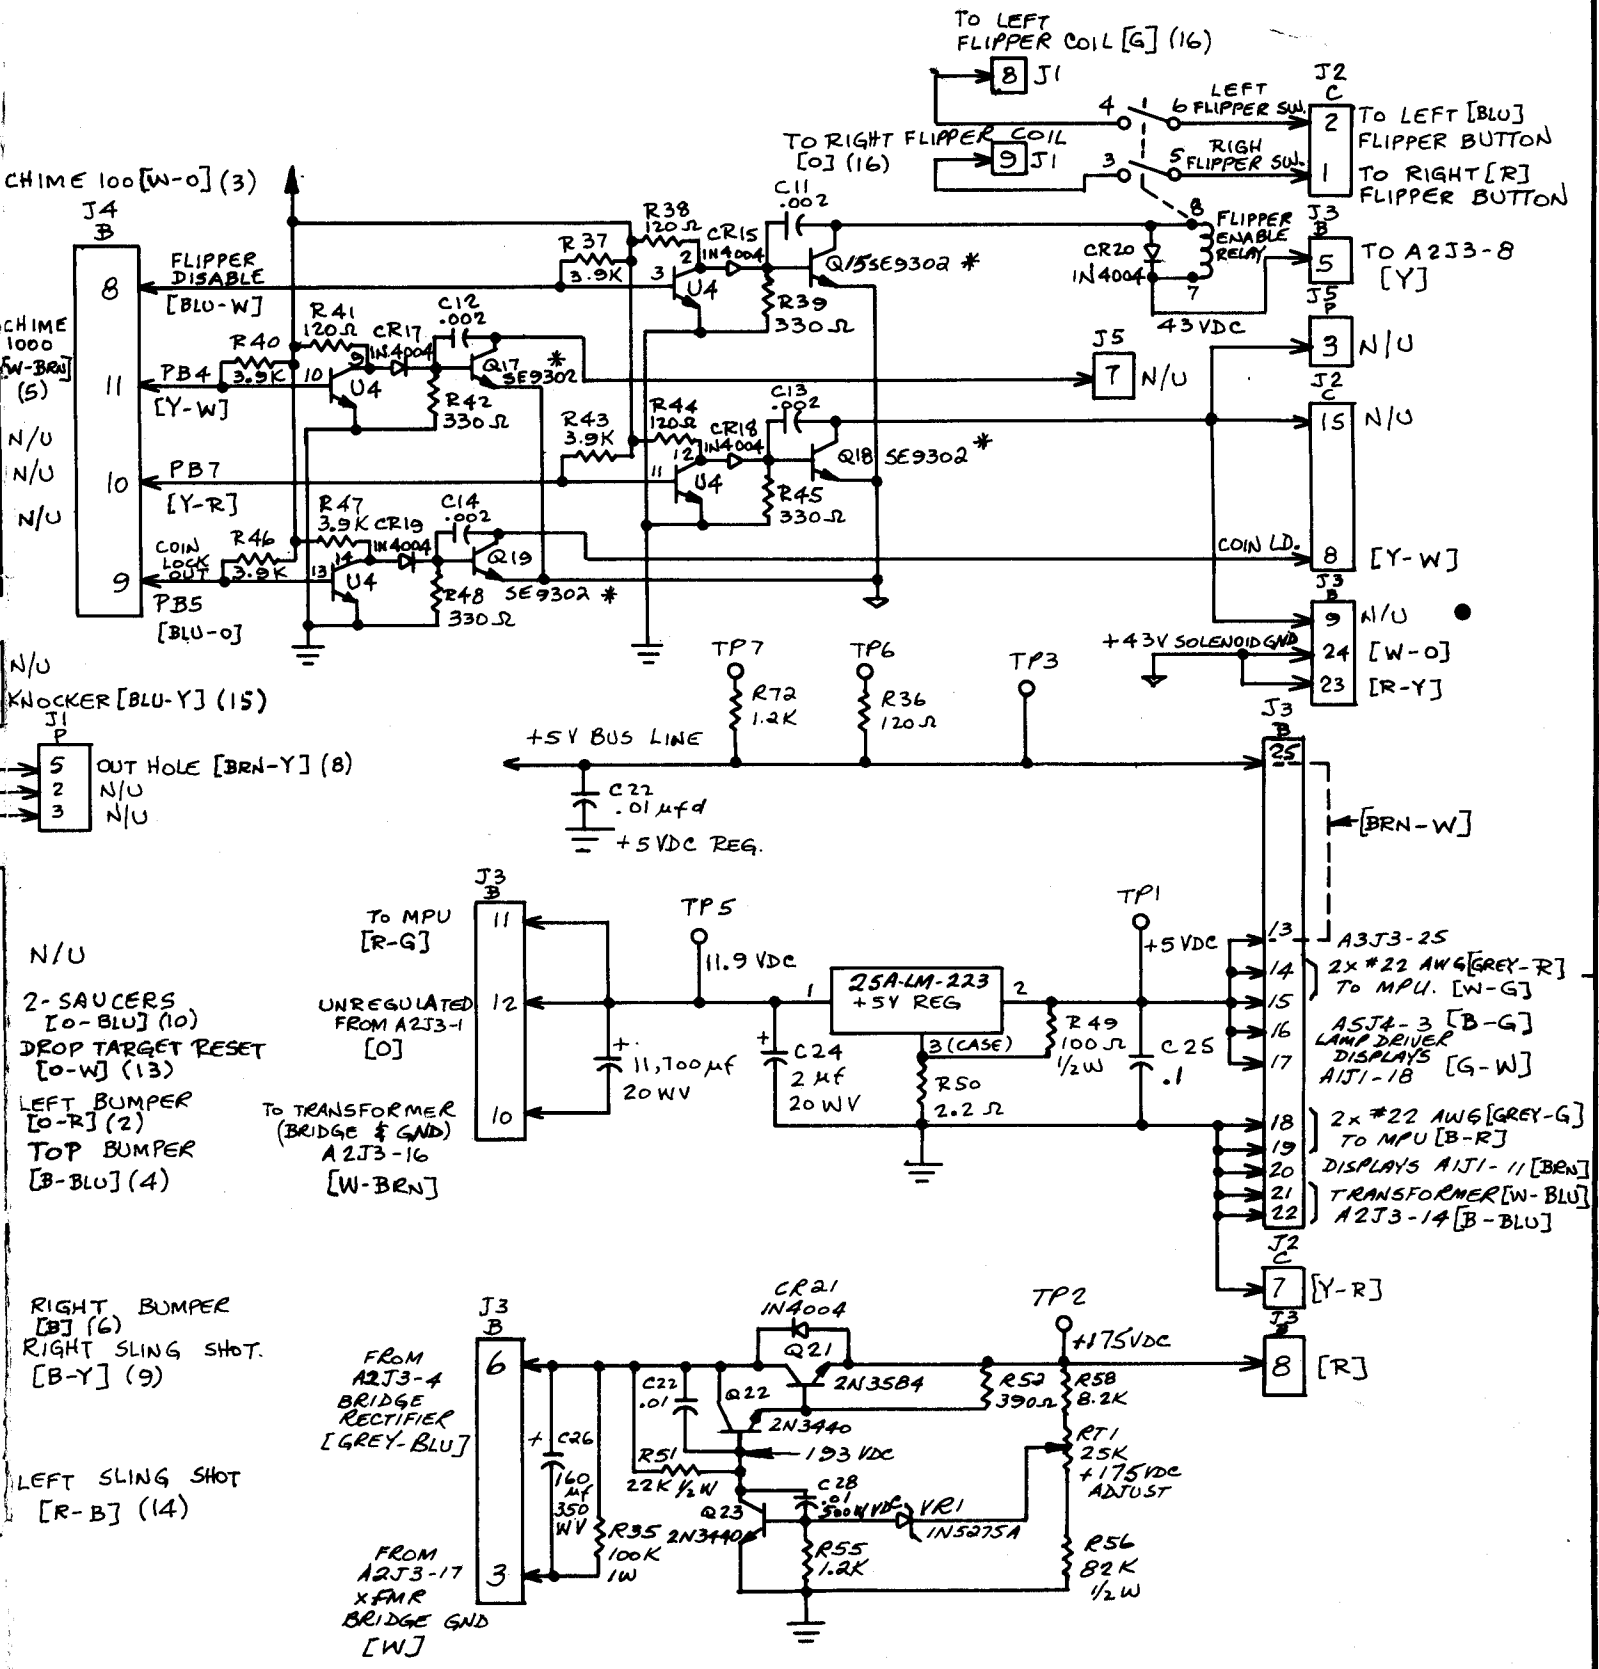 TO LEFT
FLIPPER COIL [G] (16)
8 J1
J2
C
4
6
LEFT
FLIPPER SW.
2
TO LEFT [BLU]
FLIPPER BUTTON
TO RIGHT FLIPPER COIL
[O] (16)
9 J1
3
5
RIGH
FLIPPER SW.
1
TO RIGHT [R]
FLIPPER BUTTON
CHIME 100 [W-O] (3)
J4
B
8
FLIPPER
DISABLE
[BLU-W]
R37
3.9K
R38
120Ω
2
3
U4
CR15
IN4004
C11
.002
Q15 SE9302 *
R39
330Ω
CR20
IN4004
8
FLIPPER
ENABLE
RELAY
7
43 VDC
J3
B
5
TO A2J3-8
[Y]
J5
P
3
N/U
CHIME
1000
[W-BRN]
(5)
11
PB4
[Y-W]
R40
3.9K
R41
120Ω
9
10
U4
CR17
IN4004
C12
.002
Q17 *
SE9302
R42
330Ω
J5
7
N/U
J2
C
15
N/U
N/U
N/U
N/U
10
PB7
[Y-R]
R43
3.9K
R44
120Ω
12
11
U4
CR18
IN4004
C13
.002
Q18 SE9302 *
R45
330Ω
9
COIN
LOCK
OUT
PB5
[BLU-O]
R46
3.9K
R47
3.9K
14
13
U4
CR19
IN4004
C14
.002
Q19
SE9302 *
R48
330Ω
COIN LD.
8
[Y-W]
J3
B
9
N/U
+43V SOLENOID GND
24
[W-O]
23
[R-Y]
N/U
KNOCKER [BLU-Y] (15)
J1
P
5
OUT HOLE [BRN-Y] (8)
2
N/U
3
N/U
TP7
R72
1.2K
TP6
R36
120Ω
TP3
+5V BUS LINE
C22
.01 µfd
+5VDC REG.
J3
B
25
[BRN-W]
J3
B
11
TO MPU
[R-G]
12
UNREGULATED
FROM A2J3-1
[O]
10
TO TRANSFORMER
(BRIDGE & GND)
A2J3-16
[W-BRN]
+
11,700 µf
20WV
TP5
11.9 VDC
1
25A-LM-223
+5V REG
2
3 (CASE)
+
C24
2 µf
20WV
R49
100Ω
1/2W
R50
2.2Ω
TP1
+5VDC
C25
.1
13
A3J3-25
14
2x #22 AWG [GREY-R]
15
TO MPU. [W-G]
16
A5J4-3 [B-G]
LAMP DRIVER
17
DISPLAYS
A1J1-18 [G-W]
18
2x #22 AWG [GREY-G]
19
TO MPU [B-R]
20
DISPLAYS A1J1-11 [BRN]
21
TRANSFORMER [W-BLU]
22
A2J3-14 [B-BLU]
J2
C
7
[Y-R]
N/U
2-SAUCERS
[O-BLU] (10)
DROP TARGET RESET
[O-W] (13)
LEFT BUMPER
[O-R] (2)
TOP BUMPER
[B-BLU] (4)
RIGHT BUMPER
[B] (6)
RIGHT SLING SHOT.
[B-Y] (9)
LEFT SLING SHOT
[R-B] (14)
J3
B
6
FROM
A2J3-4
BRIDGE
RECTIFIER
[GREY-BLU]
3
FROM
A2J3-17
XFMR
BRIDGE GND
[W]
+
C26
160
µf
350
WV
R35
100K
1W
R51
22K 1/2W
C22
.01
Q22
2N3440
CR21
IN4004
Q21
2N3584
193 VDC
Q23
2N3440
C28
.01
500WVDC
VR1
IN5275A
R55
1.2K
R52
390Ω
TP2
+175VDC
R58
8.2K
RT1
25K
+175VDC
ADJUST
R56
82K
1/2W
J3
8
[R]